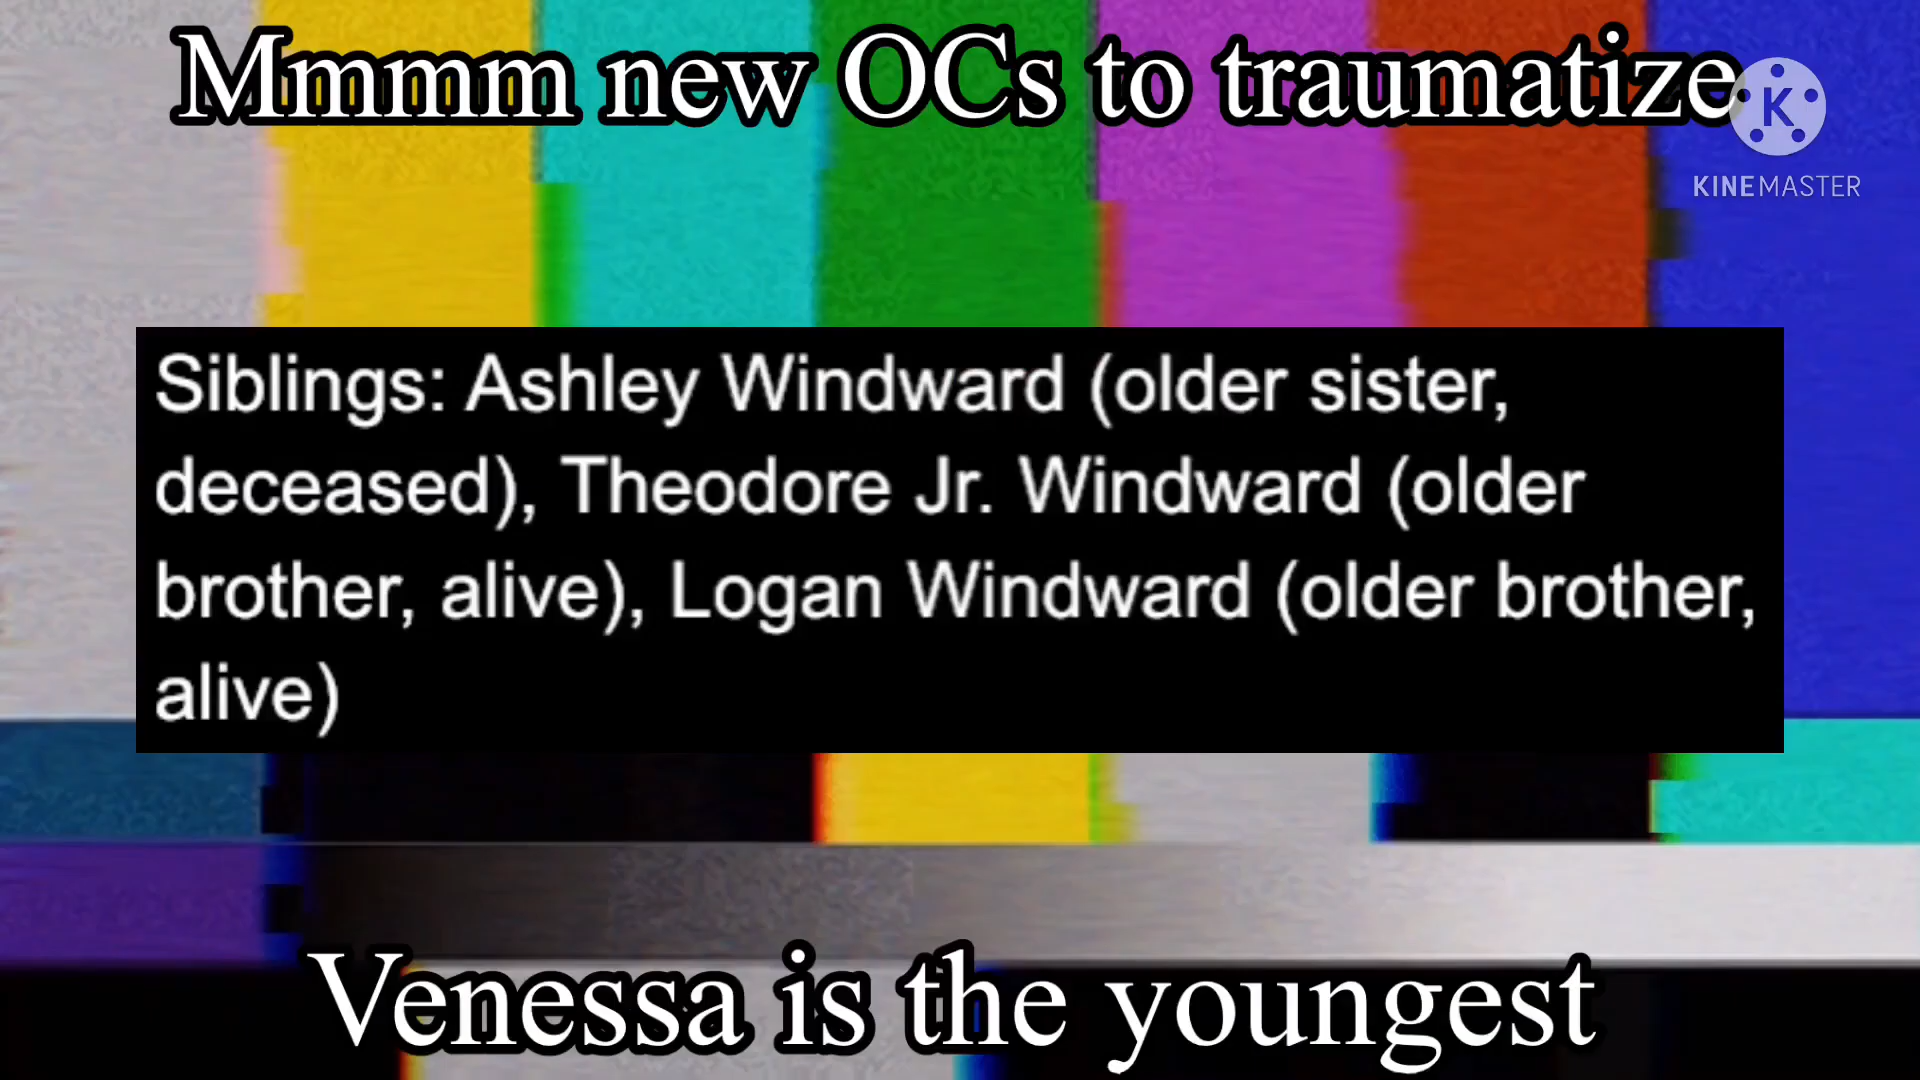 Mmmm new OCs to traumatize
KINEMASTER
Siblings: Ashley Windward (older sister,
deceased), Theodore Jr. Windward (older
brother, alive), Logan Windward (older brother,
alive)
Venessa is the youngest